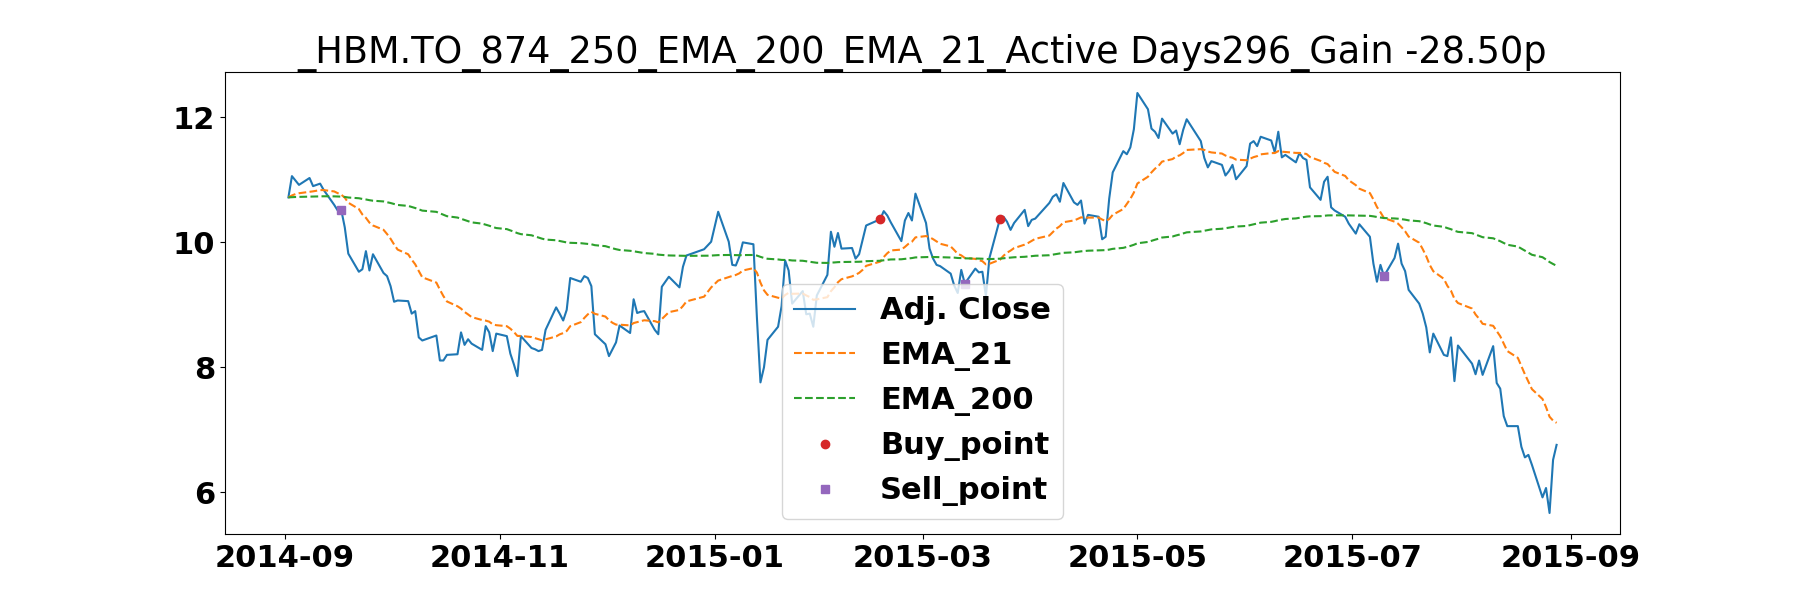 _HBM.TO_874_250_EMA_200_EMA_21_Active Days296_Gain -28.50p
12
10
8
6
Adj. Close
EMA_21
EMA_200
Buy_point
Sell_point
2014-09 2014-11 2015-01 2015-03 2015-05 2015-07 2015-09